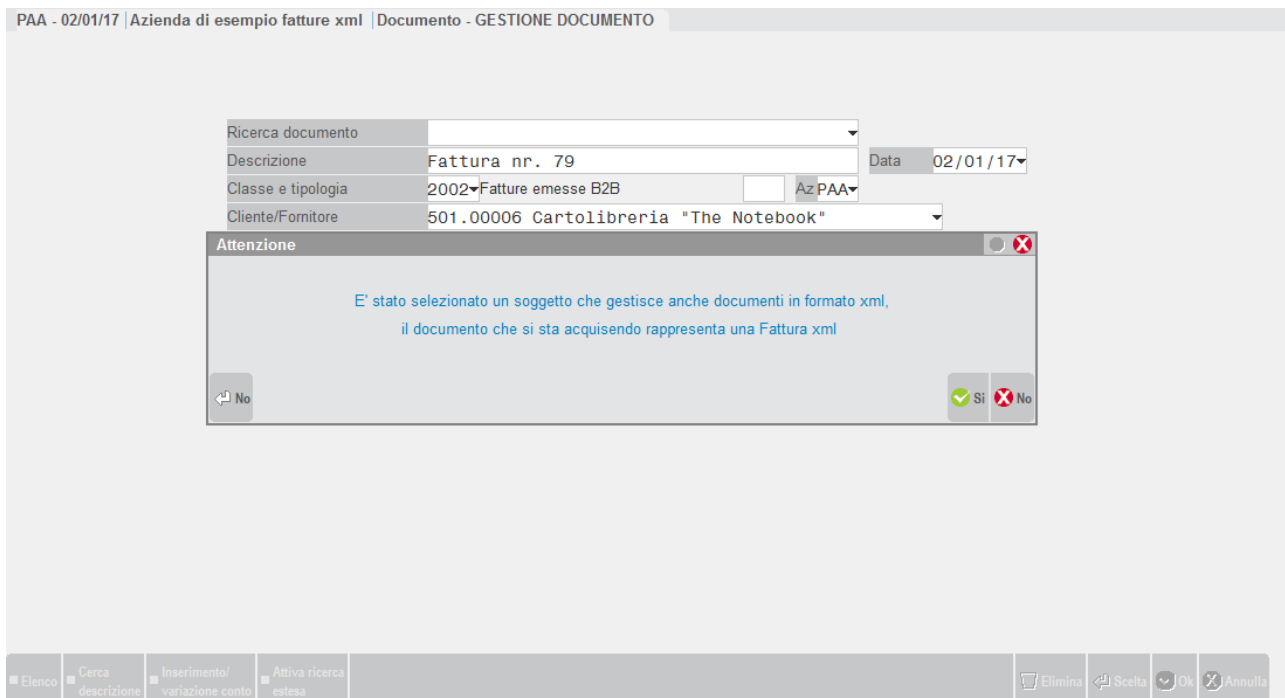 PAA - 02/01/17 | Azienda di esempio fatture xml | Documento - GESTIONE DOCUMENTO
Ricerca documento
Descrizione Fattura nr. 79 Data 02/01/17
Classe e tipologia 2002 Fatture emesse B2B Az PAA
Cliente/Fornitore 501.00006 Cartolibreria "The Notebook"
Attenzione
E' stato selezionato un soggetto che gestisce anche documenti in formato xml,
il documento che si sta acquisendo rappresenta una Fattura xml
No Si No
Elenco Cerca descrizione Inserimento/ variazione conto Attiva ricerca estesa Elimina Scelta Ok Annulla